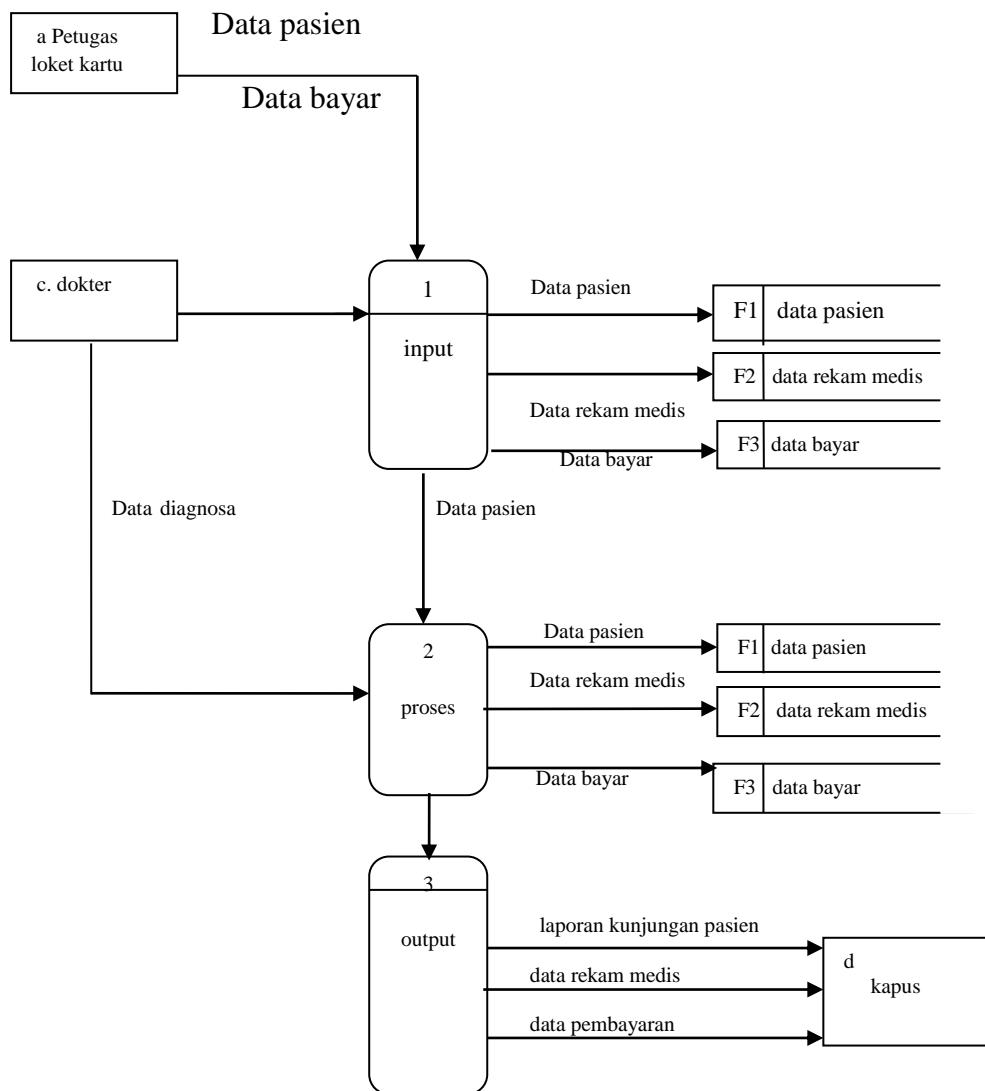 Data pasien
a Petugas
loket kartu
Data bayar
c. dokter
1
input
Data pasien
F1 data pasien
F2 data rekam medis
Data rekam medis
F3 data bayar
Data bayar
Data diagnosa
Data pasien
2
proses
Data pasien
F1 data pasien
Data rekam medis
F2 data rekam medis
Data bayar
F3 data bayar
3
output
laporan kunjungan pasien
data rekam medis
data pembayaran
d
kapus